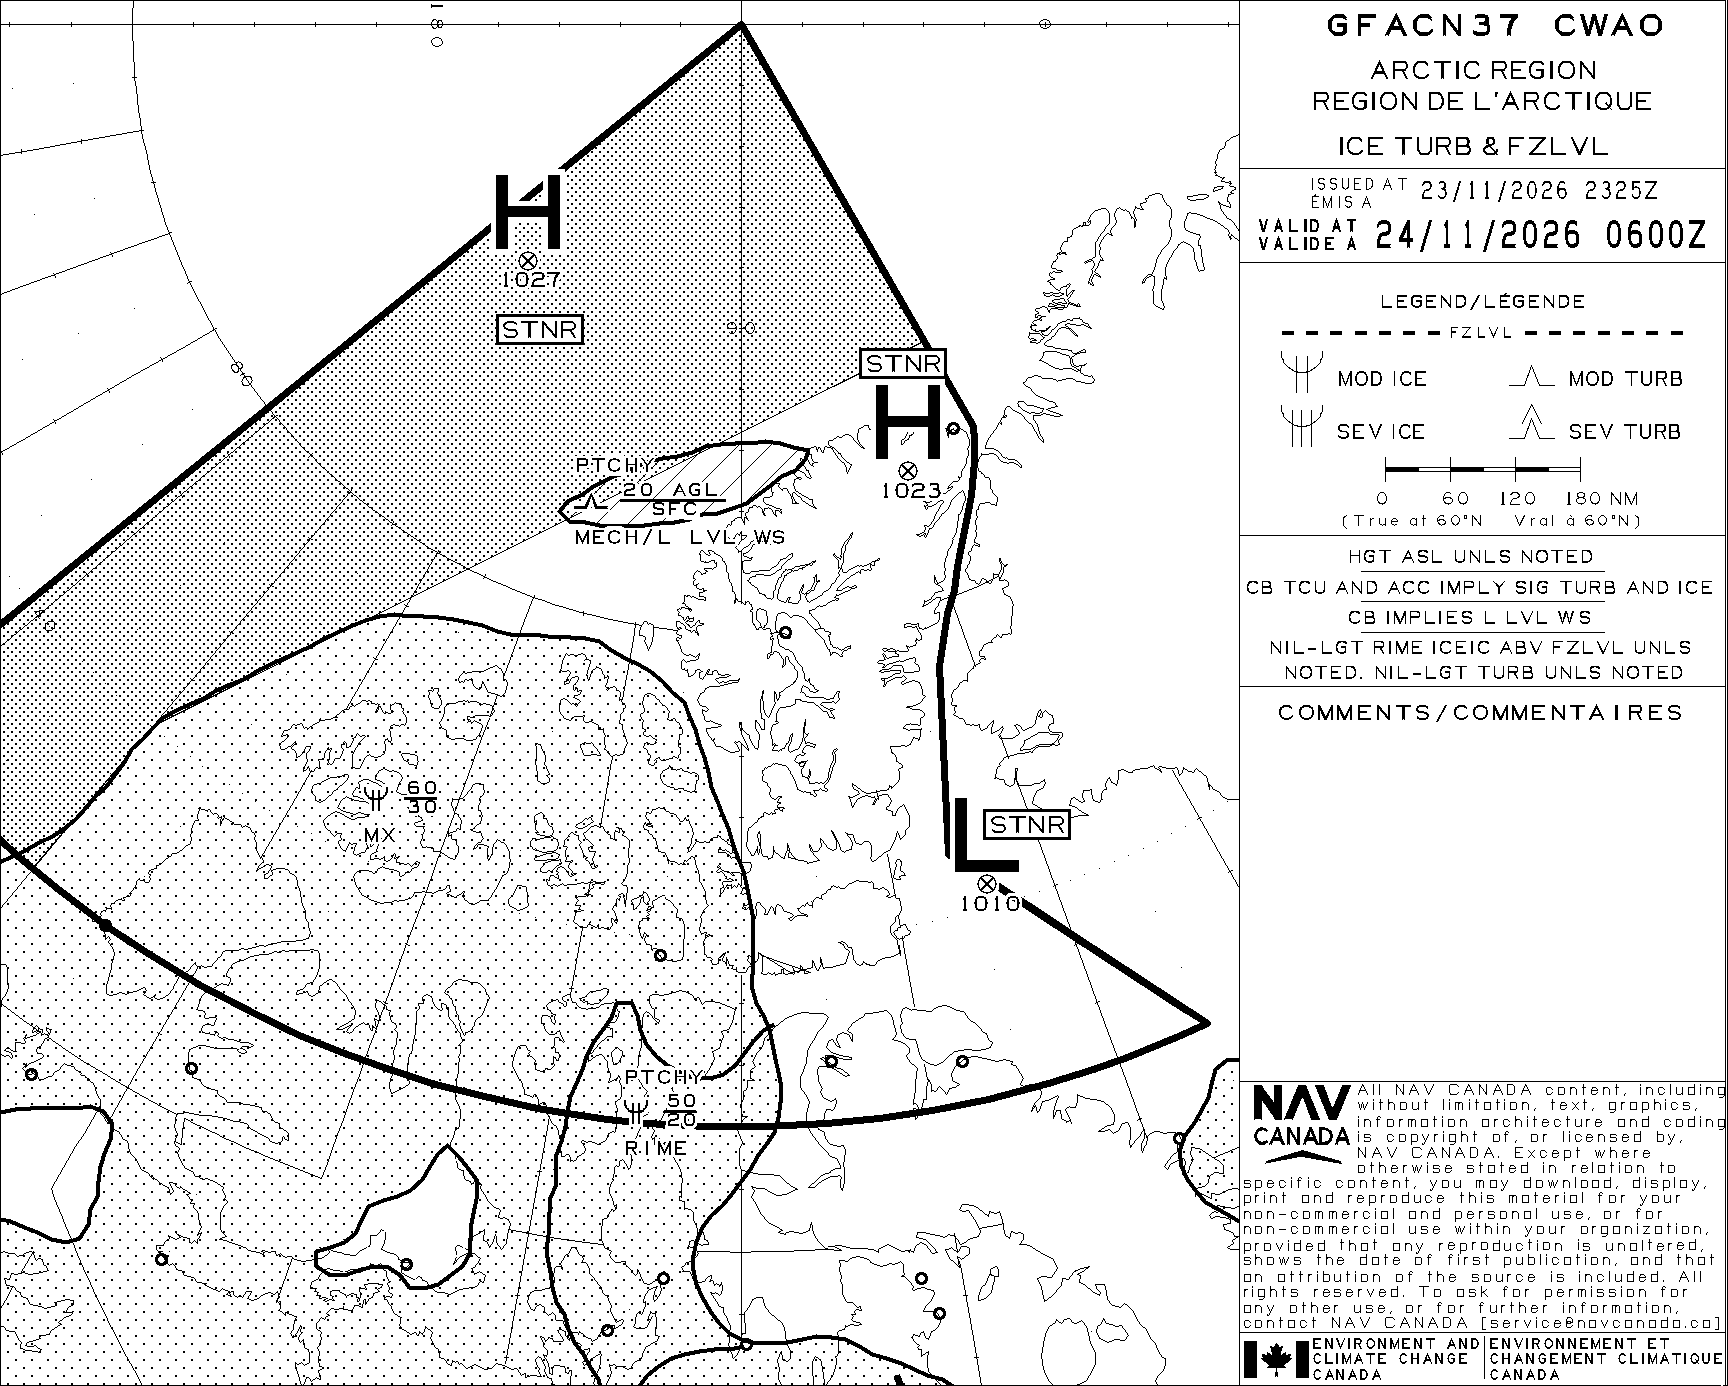 180
0
H
1027
STNR
90
80
STNR
H
1023
PTCHY
20 AGL
SFC
MECH/L LVL WS
60
30
MX
STNR
L
1010
PTCHY
50
20
RIME
GFACN37 CWAO
ARCTIC REGION
REGION DE L'ARCTIQUE
ICE TURB & FZLVL
ISSUED AT 23/11/2026 2325Z
ÉMIS A
VALID AT 24/11/2026 0600Z
VALIDE A
LEGEND/LÉGENDE
FZLVL
MOD ICE MOD TURB
SEV ICE SEV TURB
0 60 120 180 NM
(True at 60°N Vrai à 60°N)
HGT ASL UNLS NOTED
CB TCU AND ACC IMPLY SIG TURB AND ICE
CB IMPLIES L LVL WS
NIL-LGT RIME ICEIC ABV FZLVL UNLS
NOTED. NIL-LGT TURB UNLS NOTED
COMMENTS/COMMENTAIRES
NAV
CANADA
All NAV CANADA content, including
without limitation, text, graphics,
information architecture and coding
is copyright of, or licensed by,
NAV CANADA. Except where
otherwise stated in relation to
specific content, you may download, display,
print and reproduce this material for your
non-commercial and personal use, or for
non-commercial use within your organization,
provided that any reproduction is unaltered,
shows the date of first publication, and that
an attribution of the source is included. All
rights reserved. To ask for permission for
any other use, or for further information,
contact NAV CANADA [service@navcanada.ca]
ENVIRONMENT AND
CLIMATE CHANGE
CANADA
ENVIRONNEMENT ET
CHANGEMENT CLIMATIQUE
CANADA